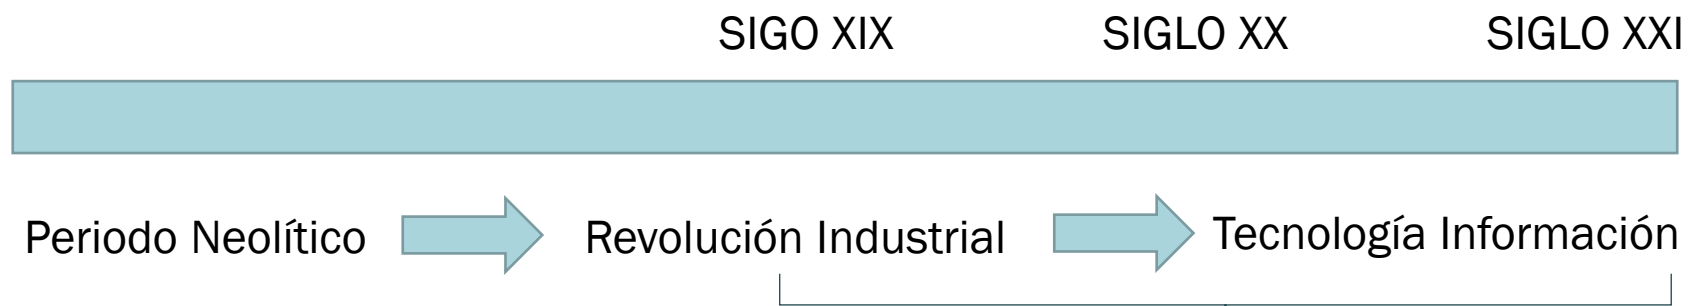 SIGO XIX SIGLO XX SIGLO XXI
Periodo Neolítico Revolución Industrial Tecnología Información